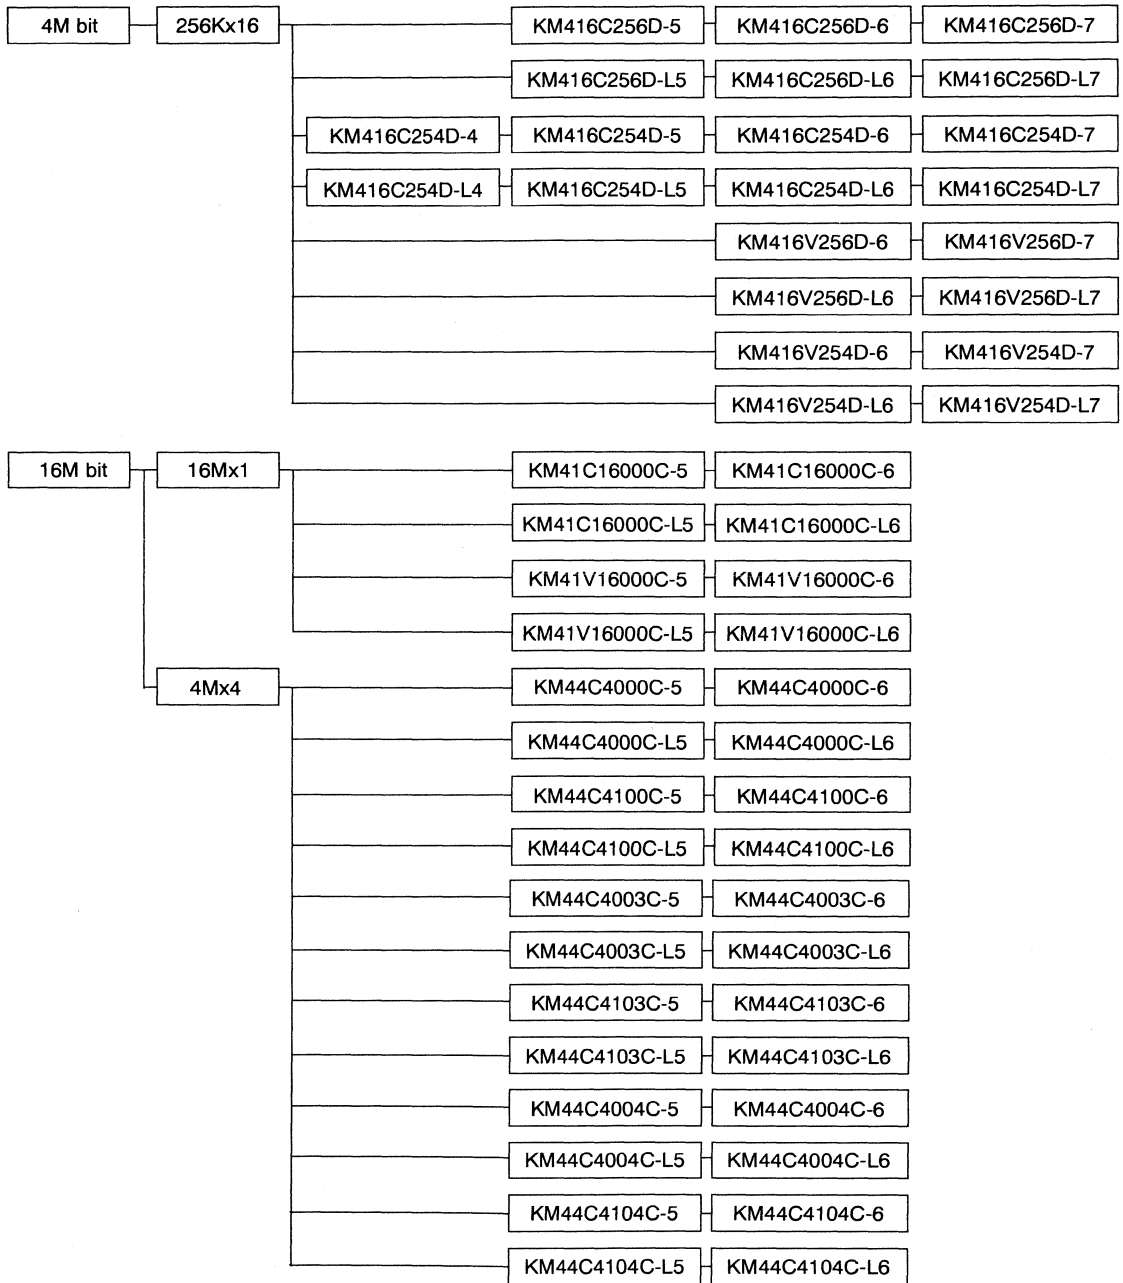 4M bit 256Kx16 KM416C256D-5 KM416C256D-6 KM416C256D-7
KM416C256D-L5 KM416C256D-L6 KM416C256D-L7
KM416C254D-4 KM416C254D-5 KM416C254D-6 KM416C254D-7
KM416C254D-L4 KM416C254D-L5 KM416C254D-L6 KM416C254D-L7
KM416V256D-6 KM416V256D-7
KM416V256D-L6 KM416V256D-L7
KM416V254D-6 KM416V254D-7
KM416V254D-L6 KM416V254D-L7
16M bit 16Mx1 KM41C16000C-5 KM41C16000C-6
KM41C16000C-L5 KM41C16000C-L6
KM41V16000C-5 KM41V16000C-6
KM41V16000C-L5 KM41V16000C-L6
4Mx4 KM44C4000C-5 KM44C4000C-6
KM44C4000C-L5 KM44C4000C-L6
KM44C4100C-5 KM44C4100C-6
KM44C4100C-L5 KM44C4100C-L6
KM44C4003C-5 KM44C4003C-6
KM44C4003C-L5 KM44C4003C-L6
KM44C4103C-5 KM44C4103C-6
KM44C4103C-L5 KM44C4103C-L6
KM44C4004C-5 KM44C4004C-6
KM44C4004C-L5 KM44C4004C-L6
KM44C4104C-5 KM44C4104C-6
KM44C4104C-L5 KM44C4104C-L6